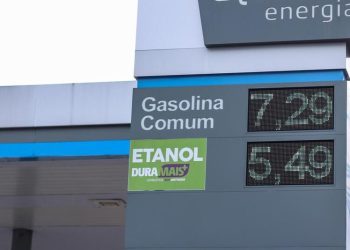 energia
Gasolina
Comum
7,29
ETANOL
DURAMAIS+
5,49